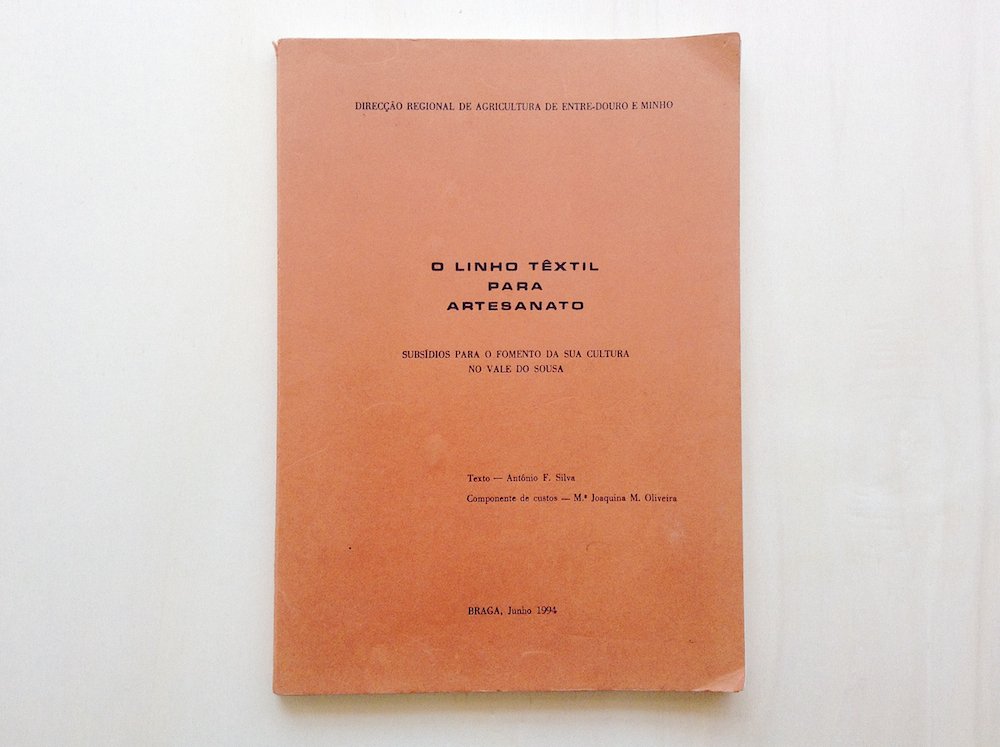 DIRECÇÃO REGIONAL DE AGRICULTURA DE ENTRE-DOURO E MINHO
O LINHO TÊXTIL
PARA
ARTESANATO
SUBSÍDIOS PARA O FOMENTO DA SUA CULTURA
NO VALE DO SOUSA
Texto — António F. Silva
Componente de custos — M.ª Joaquina M. Oliveira
BRAGA, Junho 1994